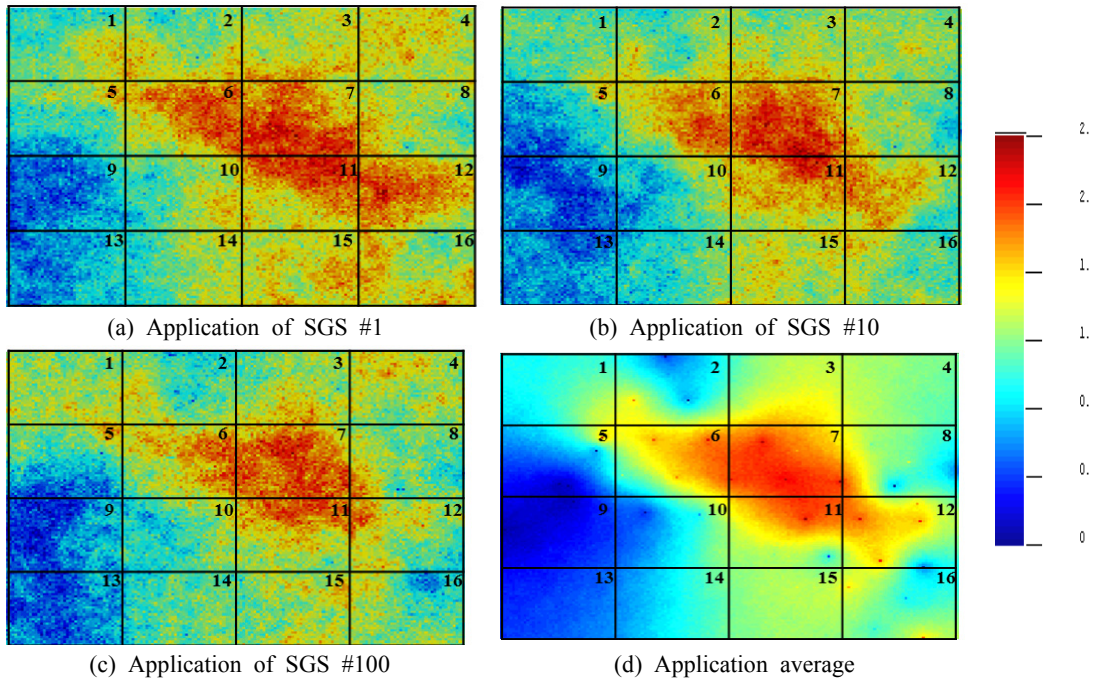 1 2 3 4
5 6 7 8
9 10 11 12
13 14 15 16
(a) Application of SGS #1
1 2 3 4
5 6 7 8
9 10 11 12
13 14 15 16
(b) Application of SGS #10
1 2 3 4
5 6 7 8
9 10 11 12
13 14 15 16
(c) Application of SGS #100
1 2 3 4
5 6 7 8
9 10 11 12
13 14 15 16
(d) Application average
2.
2.
1.
1.
0.
0.
0